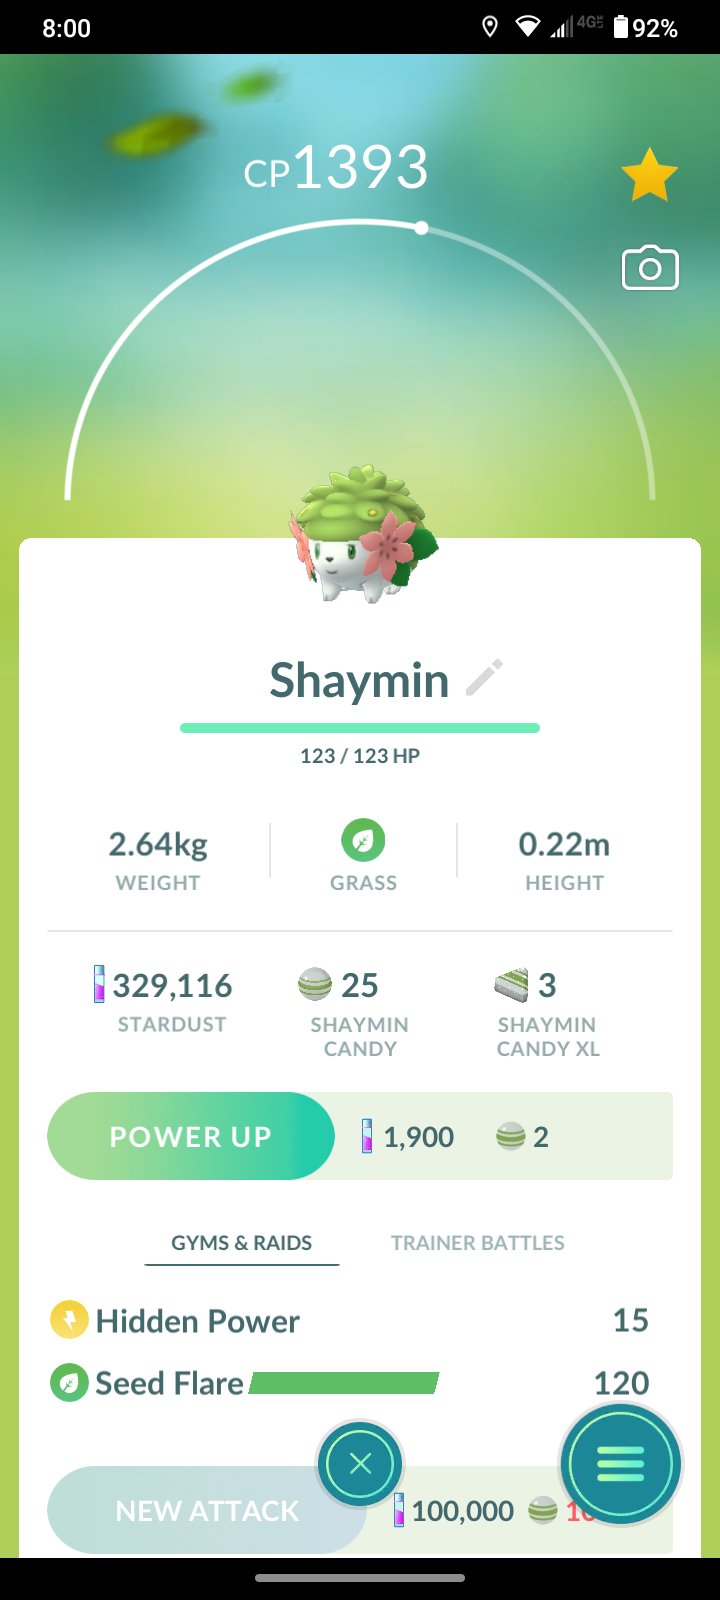 8:00
4G LTE
92%
CP1393
Shaymin
123 / 123 HP
2.64kg
WEIGHT
GRASS
0.22m
HEIGHT
329,116
STARDUST
25
SHAYMIN
CANDY
3
SHAYMIN
CANDY XL
POWER UP
1,900
2
GYMS & RAIDS
TRAINER BATTLES
Hidden Power
15
Seed Flare
120
NEW ATTACK
100,000